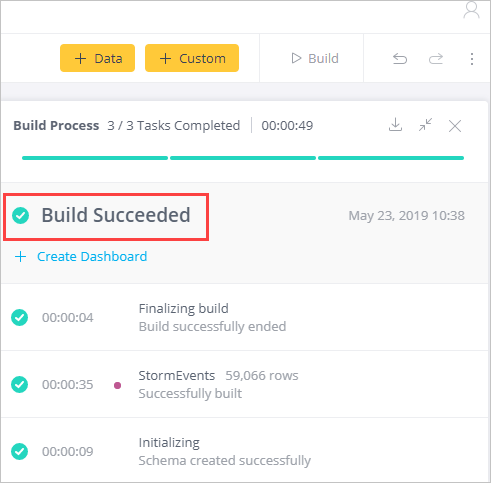 + Data + Custom Build
Build Process 3 / 3 Tasks Completed 00:00:49
Build Succeeded May 23, 2019 10:38
+ Create Dashboard
00:00:04 Finalizing build
Build successfully ended
00:00:35 StormEvents 59,066 rows
Successfully built
00:00:09 Initializing
Schema created successfully